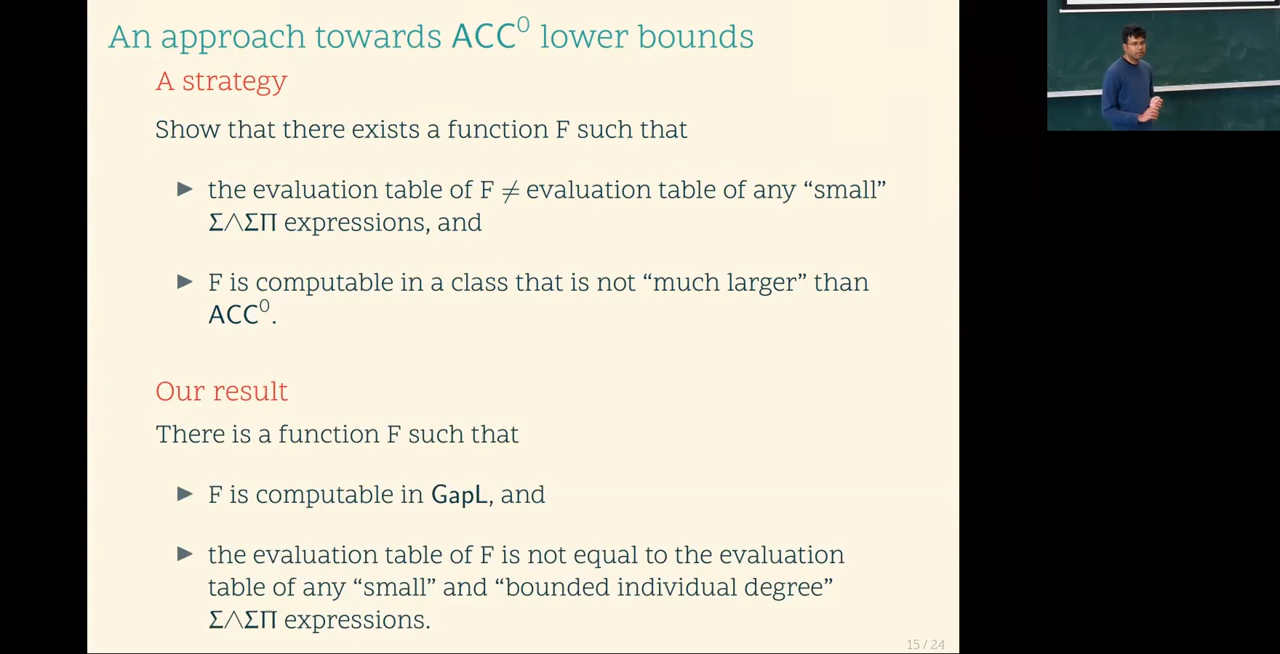 An approach towards ACC⁰ lower bounds
A strategy
Show that there exists a function F such that
▶ the evaluation table of F ≠ evaluation table of any “small”
Σ∧ΣΠ expressions, and
▶ F is computable in a class that is not “much larger” than
ACC⁰.
Our result
There is a function F such that
▶ F is computable in GapL, and
▶ the evaluation table of F is not equal to the evaluation
table of any “small” and “bounded individual degree”
Σ∧ΣΠ expressions.
15 / 24